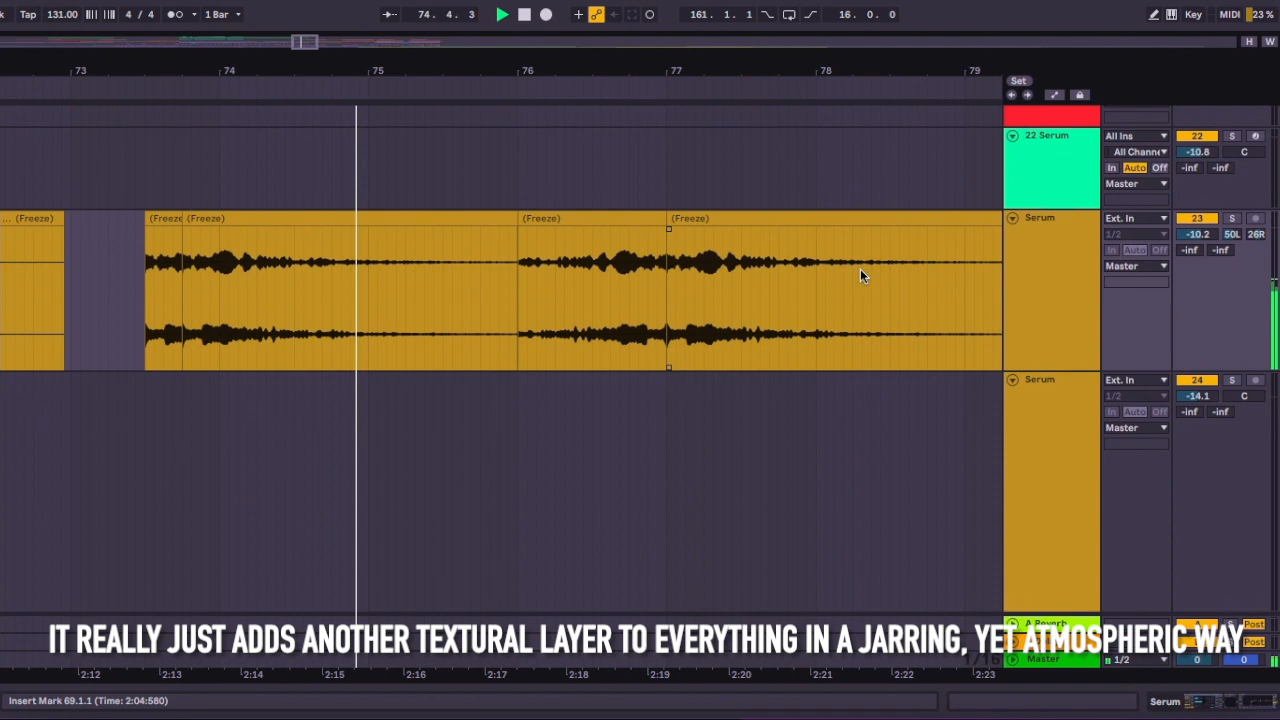 Tap 131.00 4 / 4 1 Bar 74. 4. 3 161. 1. 1 16. 0. 0 Key MIDI 23 %
H W
73 74 75 76 77 78 79
Set
22 Serum All Ins 22 S
All Channe -10.8 C
In Auto Off -inf -inf
Master
... (Freeze) (Freeze (Freeze) (Freeze) (Freeze) Serum Ext. In 23 S
1/2 -10.2 50L 26R
In Auto Off -inf -inf
Master
Serum Ext. In 24 S
1/2 -14.1 C
In Auto Off -inf -inf
Master
A Reverb A S Post
IT REALLY JUST ADDS ANOTHER TEXTURAL LAYER TO EVERYTHING IN A JARRING, YET ATMOSPHERIC WAY
Post
1/16 Master 1/2 0 0
2:12 2:13 2:14 2:15 2:16 2:17 2:18 2:19 2:20 2:21 2:22 2:23
Insert Mark 69.1.1 (Time: 2:04:580) Serum